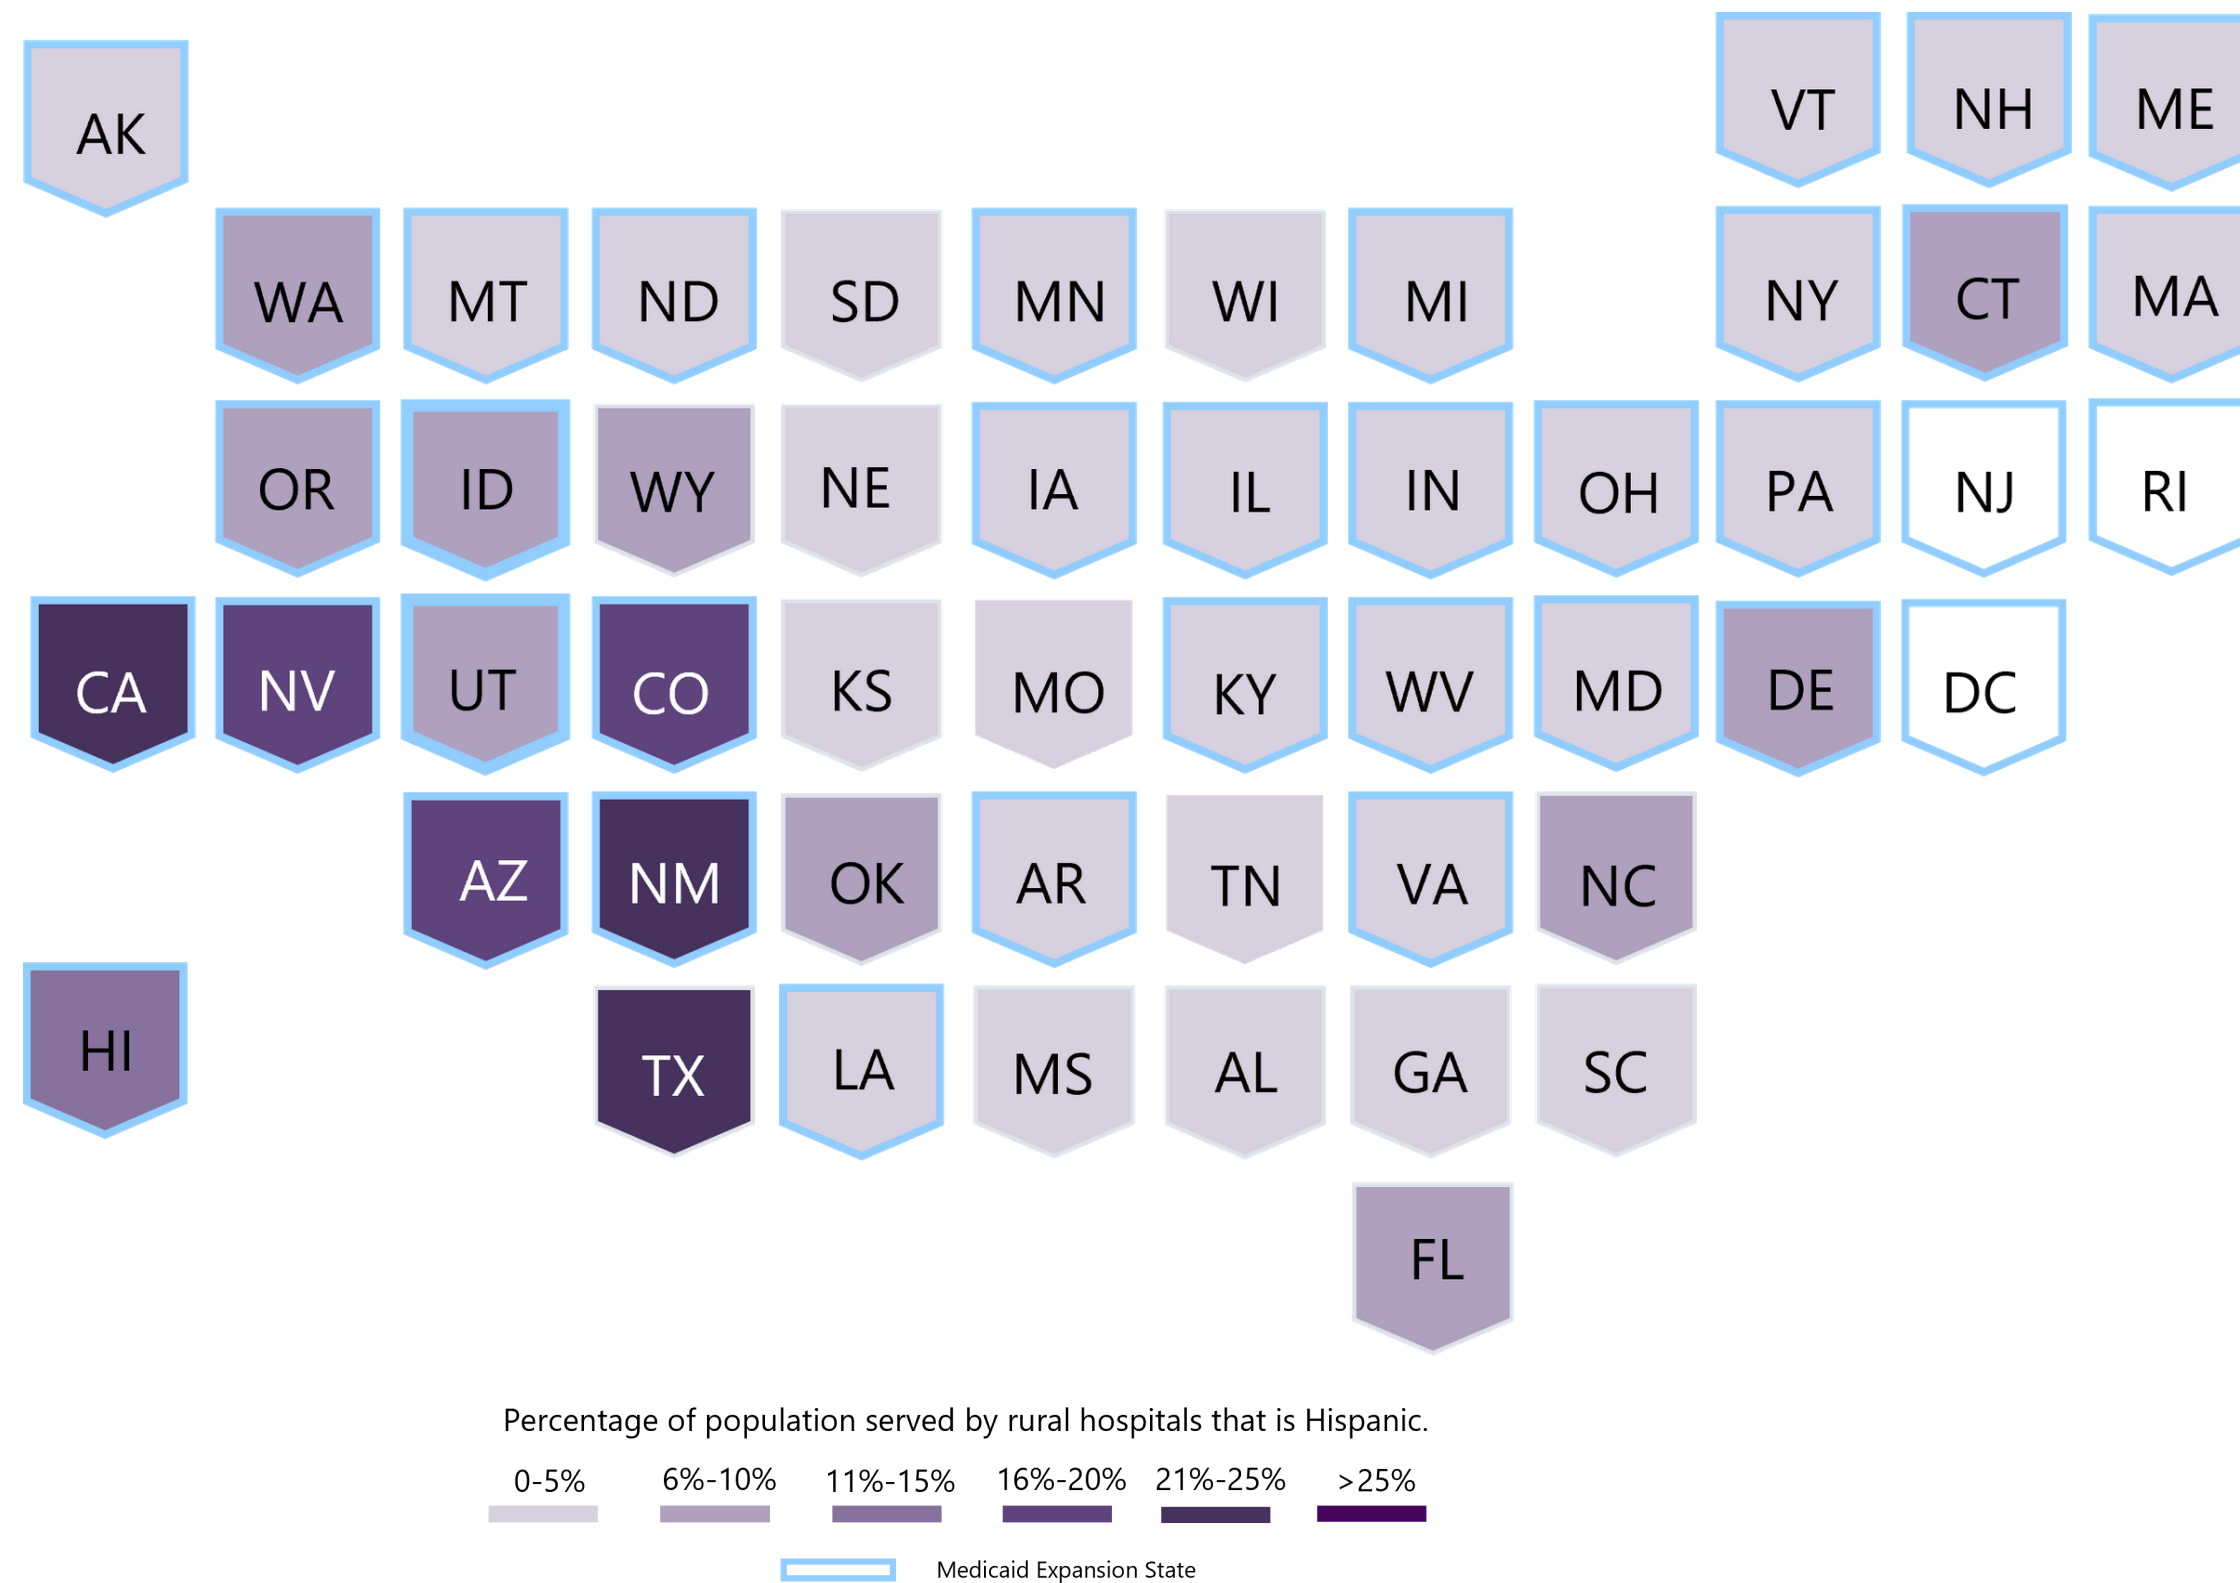 VT NH ME
AK
WA MT ND SD MN WI MI NY CT MA
OR ID WY NE IA IL IN OH PA NJ RI
CA NV UT CO KS MO KY WV MD DE DC
AZ NM OK AR TN VA NC
HI TX LA MS AL GA SC
FL
Percentage of population served by rural hospitals that is Hispanic.
0-5% 6%-10% 11%-15% 16%-20% 21%-25% >25%
Medicaid Expansion State